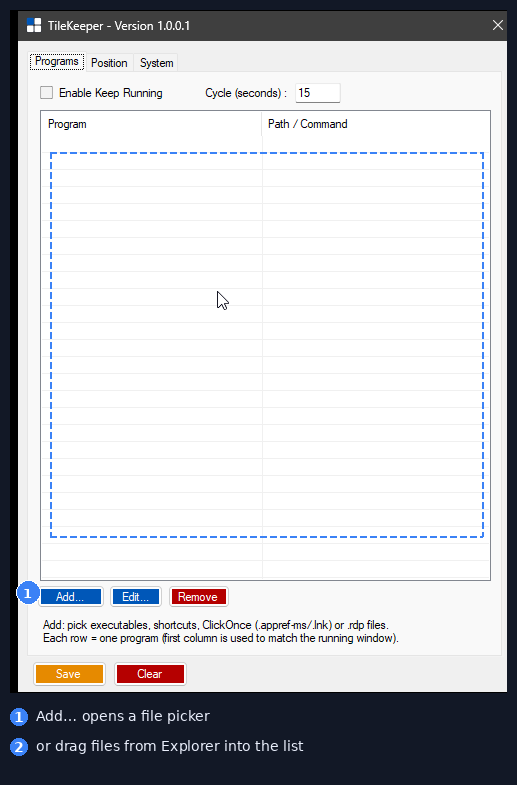 TileKeeper - Version 1.0.0.1
Programs Position System
Enable Keep Running Cycle (seconds) : 15
Program Path / Command
1 Add... Edit... Remove
Add: pick executables, shortcuts, ClickOnce (.appref-ms/.lnk) or .rdp files.
Each row = one program (first column is used to match the running window).
Save Clear
1 Add... opens a file picker
2 or drag files from Explorer into the list